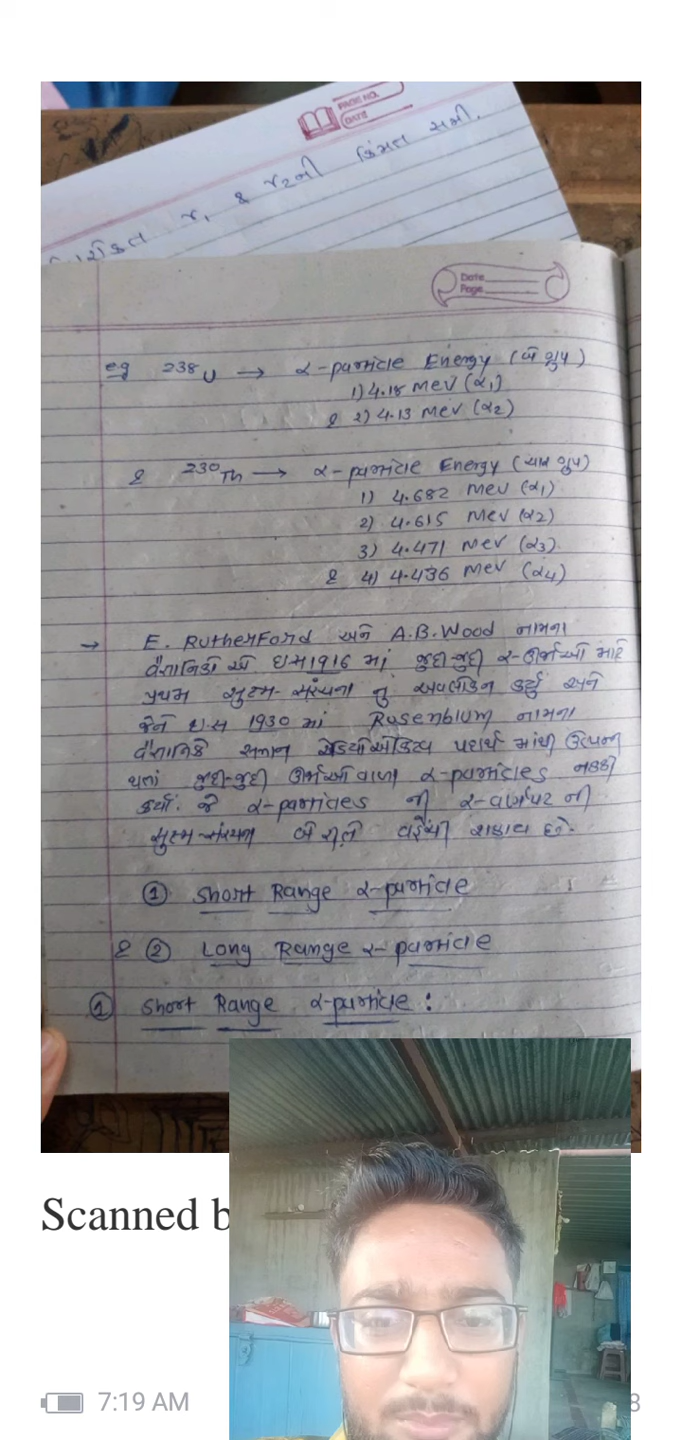 PAGE NO.
DATE
કિંમત
Date
Page
eg 238U → α-particle Energy (બે ગ્રુપ)
1) 4.18 MeV (α1)
& 2) 4.13 MeV (α2)
& 230Th → α-particle Energy (ચાર ગ્રુપ)
1) 4.682 MeV (α1)
2) 4.615 MeV (α2)
3) 4.471 MeV (α3)
& 4) 4.436 MeV (α4)
→ E. Rutherford અને A.B.Wood નામના
વૈજ્ઞાનિકો એ ઇસ 1916 માં જુદી-જુદી α-ઊર્જાઓ માટે
પ્રથમ સુક્ષ્મ-સંરચના નું અવલોકન કર્યું અને
જેને ઇસ 1930 માં Rosenblum નામના
વૈજ્ઞાનિકે સમાન રેડિયોએક્ટિવ પદાર્થ માંથી ઉત્પન્ન
થતાં જુદી-જુદી ઊર્જાઓવાળા α-particles નક્કી
કર્યા. જે α-particles ની α-વર્ણપટ ની
સુક્ષ્મ-સંરચના બે રીતે વહેંચી શકાય છે.
① Short Range α-particle
& ② Long Range α-particle
① Short Range α-particle :
Scanned b
7:19 AM
8